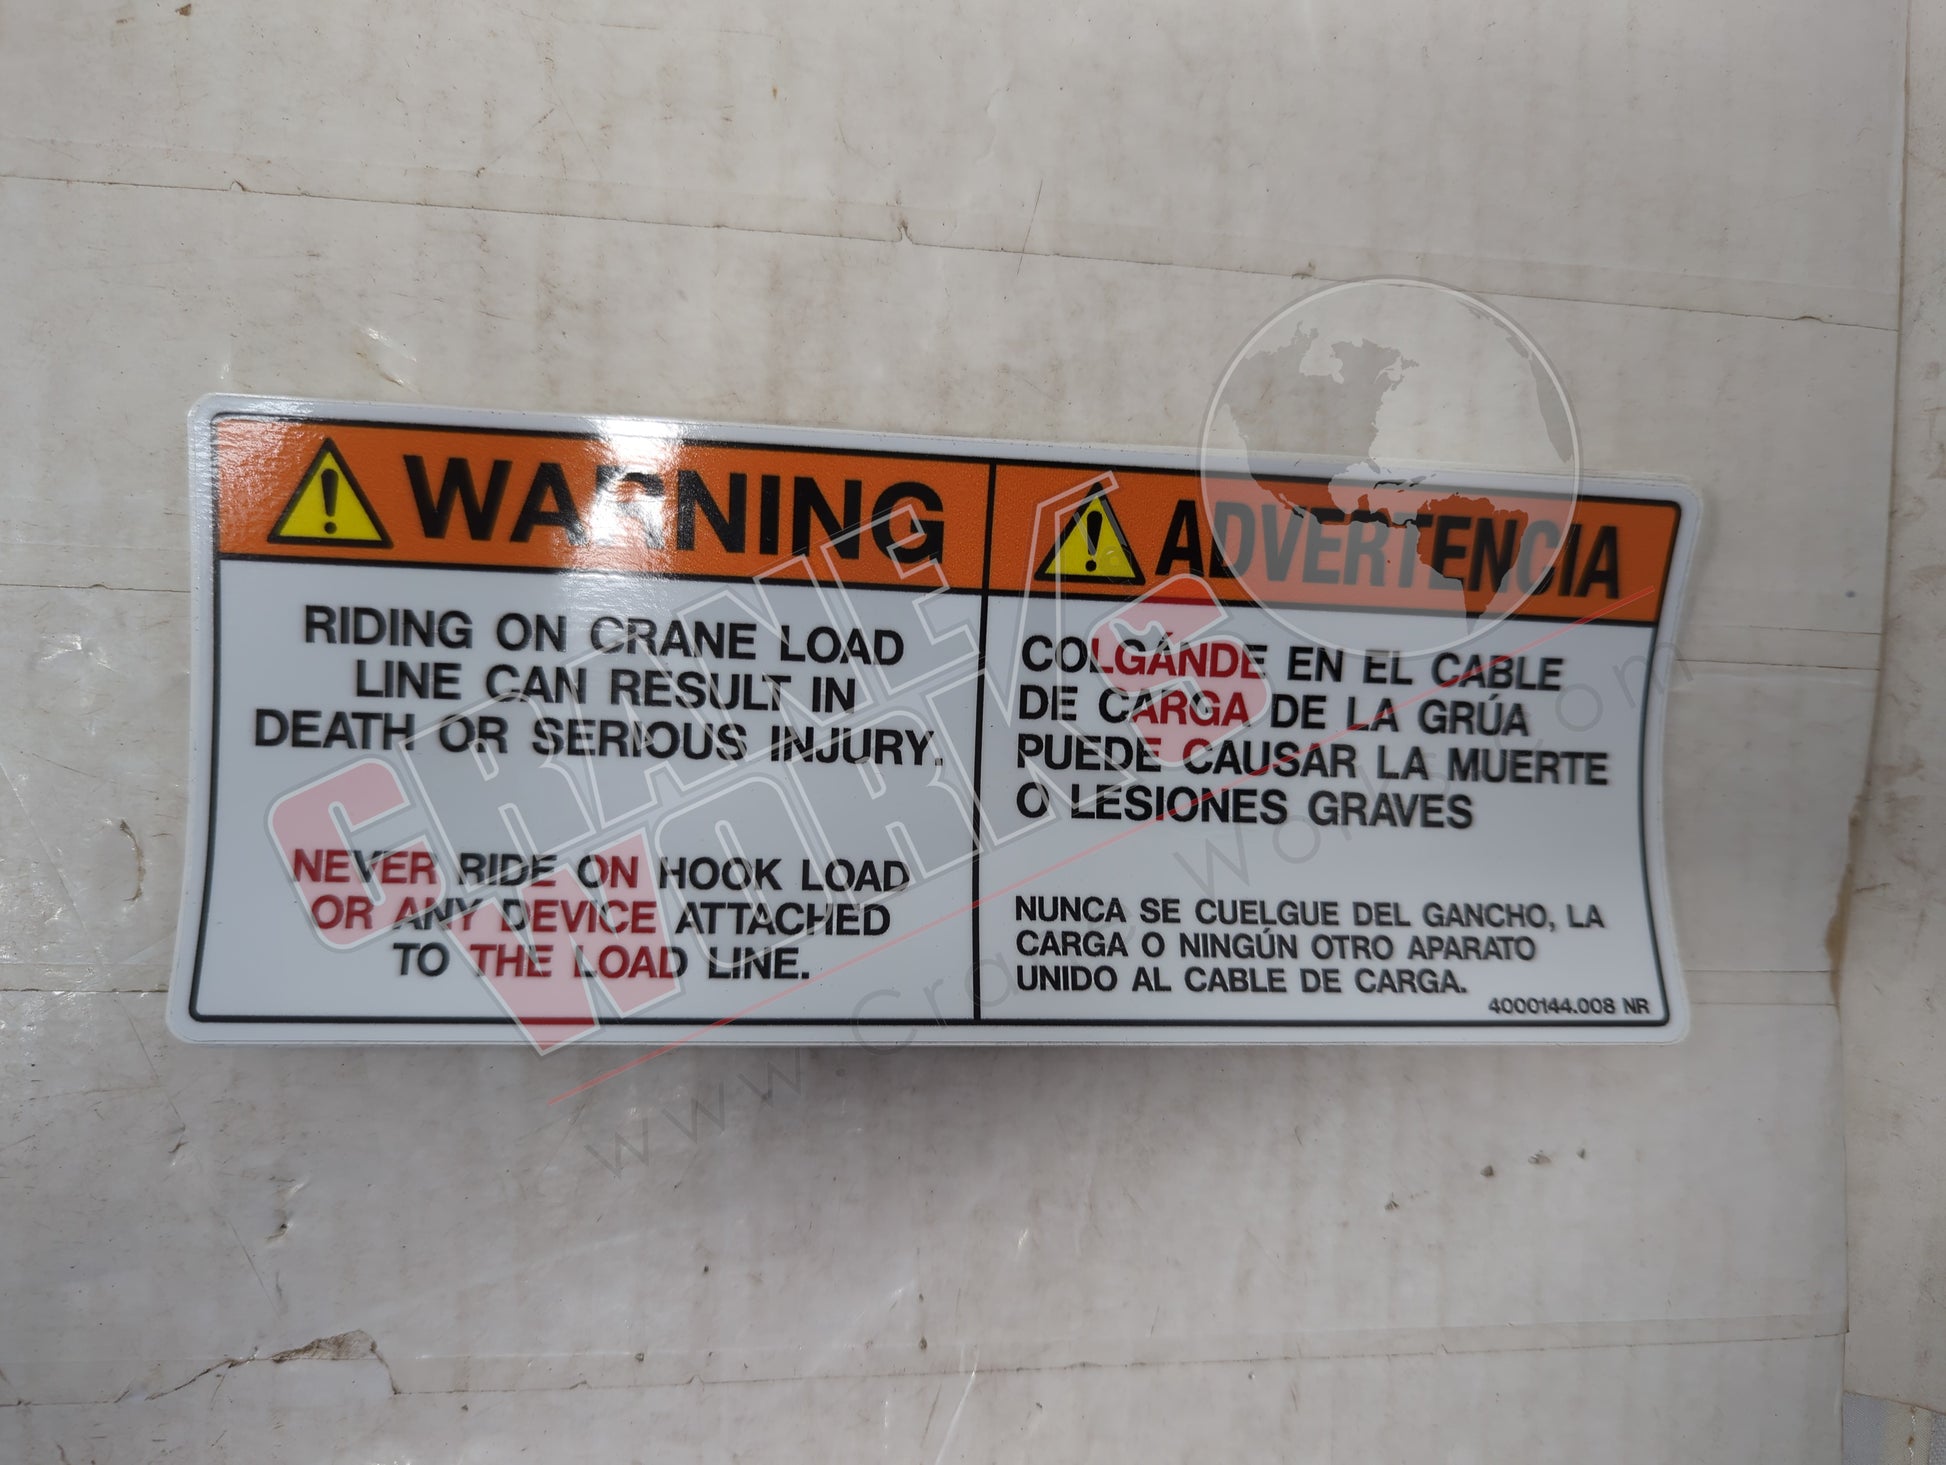 WARNING
RIDING ON CRANE LOAD
LINE CAN RESULT IN
DEATH OR SERIOUS INJURY.
NEVER RIDE ON HOOK LOAD
OR ANY DEVICE ATTACHED
TO THE LOAD LINE.
ADVERTENCIA
COLGÁNDE EN EL CABLE
DE CARGA DE LA GRÚA
PUEDE CAUSAR LA MUERTE
O LESIONES GRAVES
NUNCA SE CUELGUE DEL GANCHO, LA
CARGA O NINGÚN OTRO APARATO
UNIDO AL CABLE DE CARGA.
4000144.008 NR
CRANE
WORKS
www.CraneWorks.com